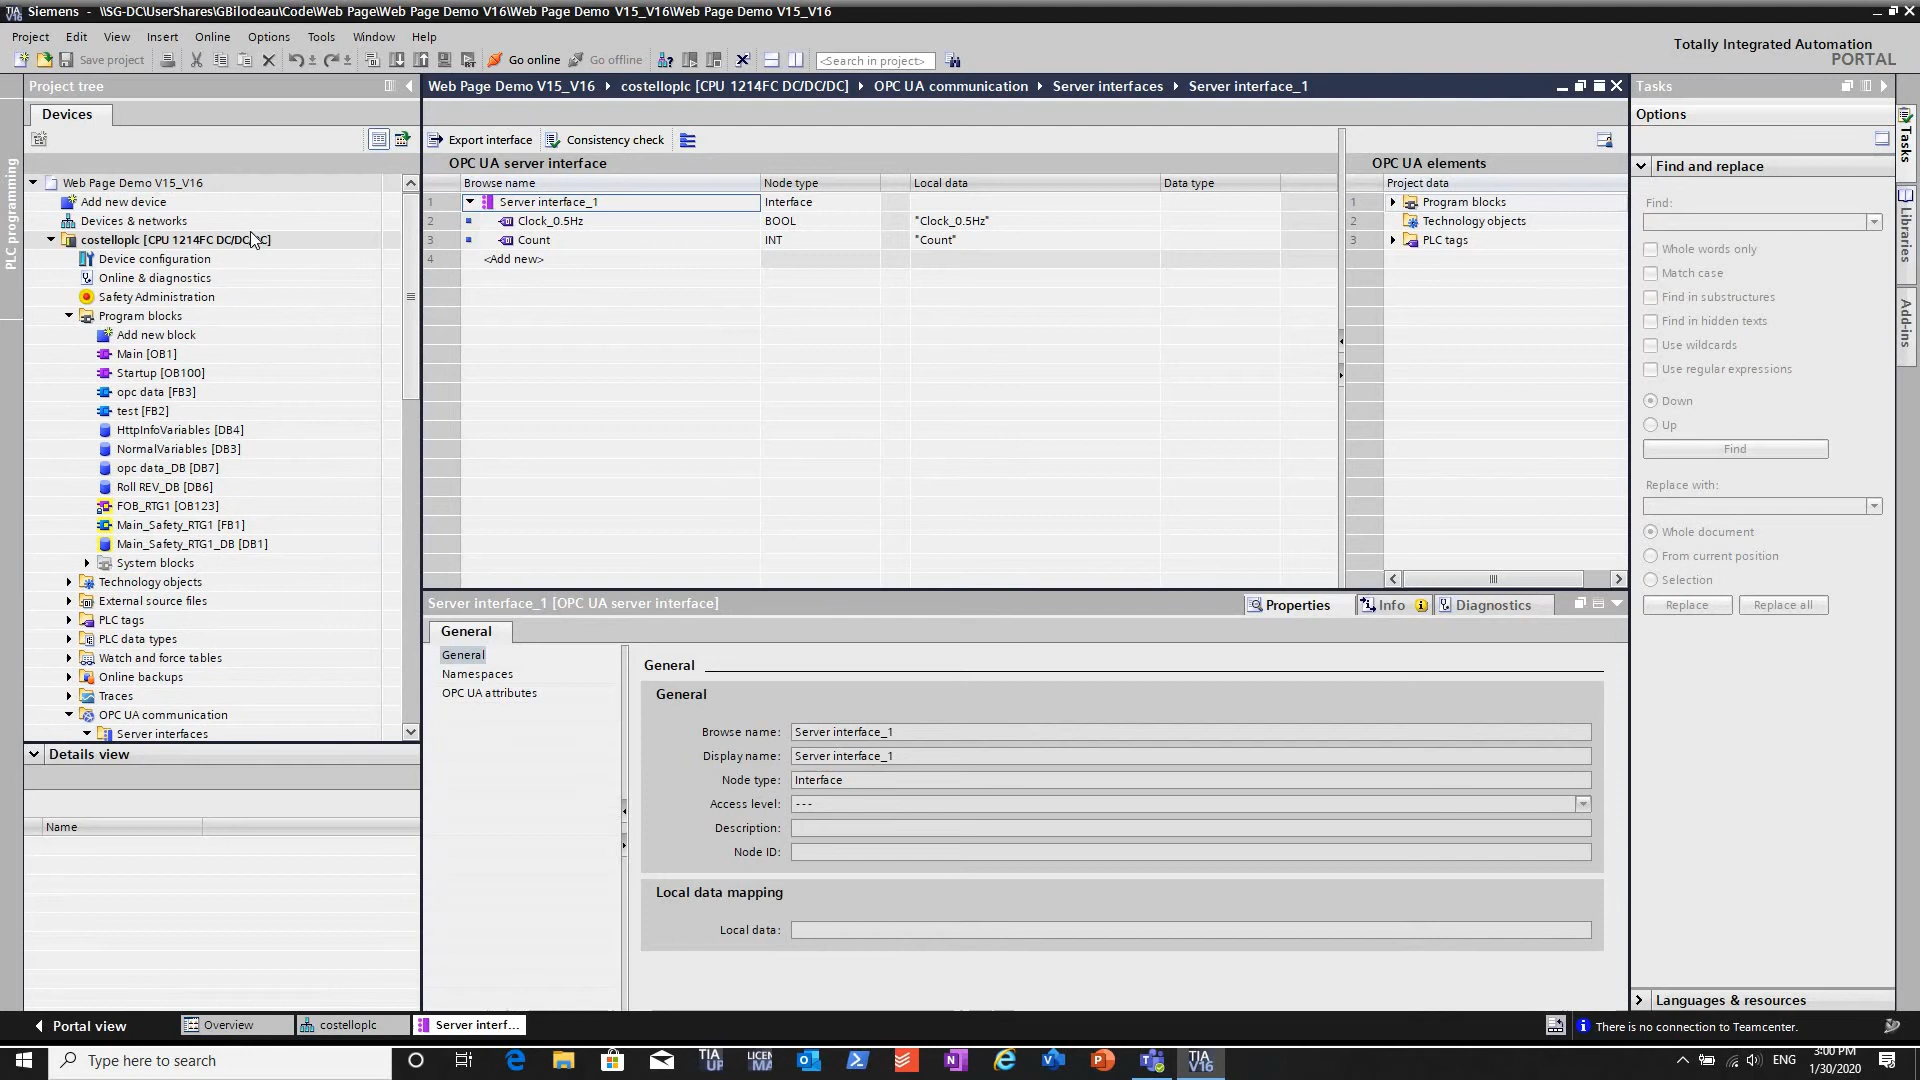 Siemens - \\SG-DC\UserShares\GBilodeau\Code\Web Page\Web Page Demo V16\Web Page Demo V15_V16\Web Page Demo V15_V16
Project Edit View Insert Online Options Tools Window Help
Totally Integrated Automation
PORTAL
Save project
Go online
Go offline
<Search in project>
Project tree
Web Page Demo V15_V16 costelloplc [CPU 1214FC DC/DC/DC] OPC UA communication Server interfaces Server interface_1
Tasks
Devices
Options
Export interface
Consistency check
OPC UA server interface
OPC UA elements
Find and replace
Browse name Node type Local data Data type
Project data
Web Page Demo V15_V16
Add new device
Devices & networks
costelloplc [CPU 1214FC DC/DC/DC]
Device configuration
Online & diagnostics
Safety Administration
Program blocks
Add new block
Main [OB1]
Startup [OB100]
opc data [FB3]
test [FB2]
HttpInfoVariables [DB4]
NormalVariables [DB3]
opc data_DB [DB7]
Roll REV_DB [DB6]
FOB_RTG1 [OB123]
Main_Safety_RTG1 [FB1]
Main_Safety_RTG1_DB [DB1]
System blocks
Technology objects
External source files
PLC tags
PLC data types
Watch and force tables
Online backups
Traces
OPC UA communication
Server interfaces
1 Server interface_1 Interface
2 Clock_0.5Hz BOOL "Clock_0.5Hz"
3 Count INT "Count"
4 <Add new>
1 Program blocks
2 Technology objects
3 PLC tags
Find:
Whole words only
Match case
Find in substructures
Find in hidden texts
Use wildcards
Use regular expressions
Down
Up
Find
Replace with:
Whole document
From current position
Selection
Replace
Replace all
PLC programming
Tasks
Libraries
Add-ins
Server interface_1 [OPC UA server interface]
Properties
Info
Diagnostics
General
General
Namespaces
OPC UA attributes
General
General
Browse name: Server interface_1
Display name: Server interface_1
Node type: Interface
Access level: ---
Description:
Node ID:
Local data mapping
Local data:
Details view
Name
Languages & resources
Portal view
Overview
costelloplc
Server interf...
There is no connection to Teamcenter.
Type here to search
TIA UP
LICEN MA
TIA V16
ENG
3:00 PM
1/30/2020